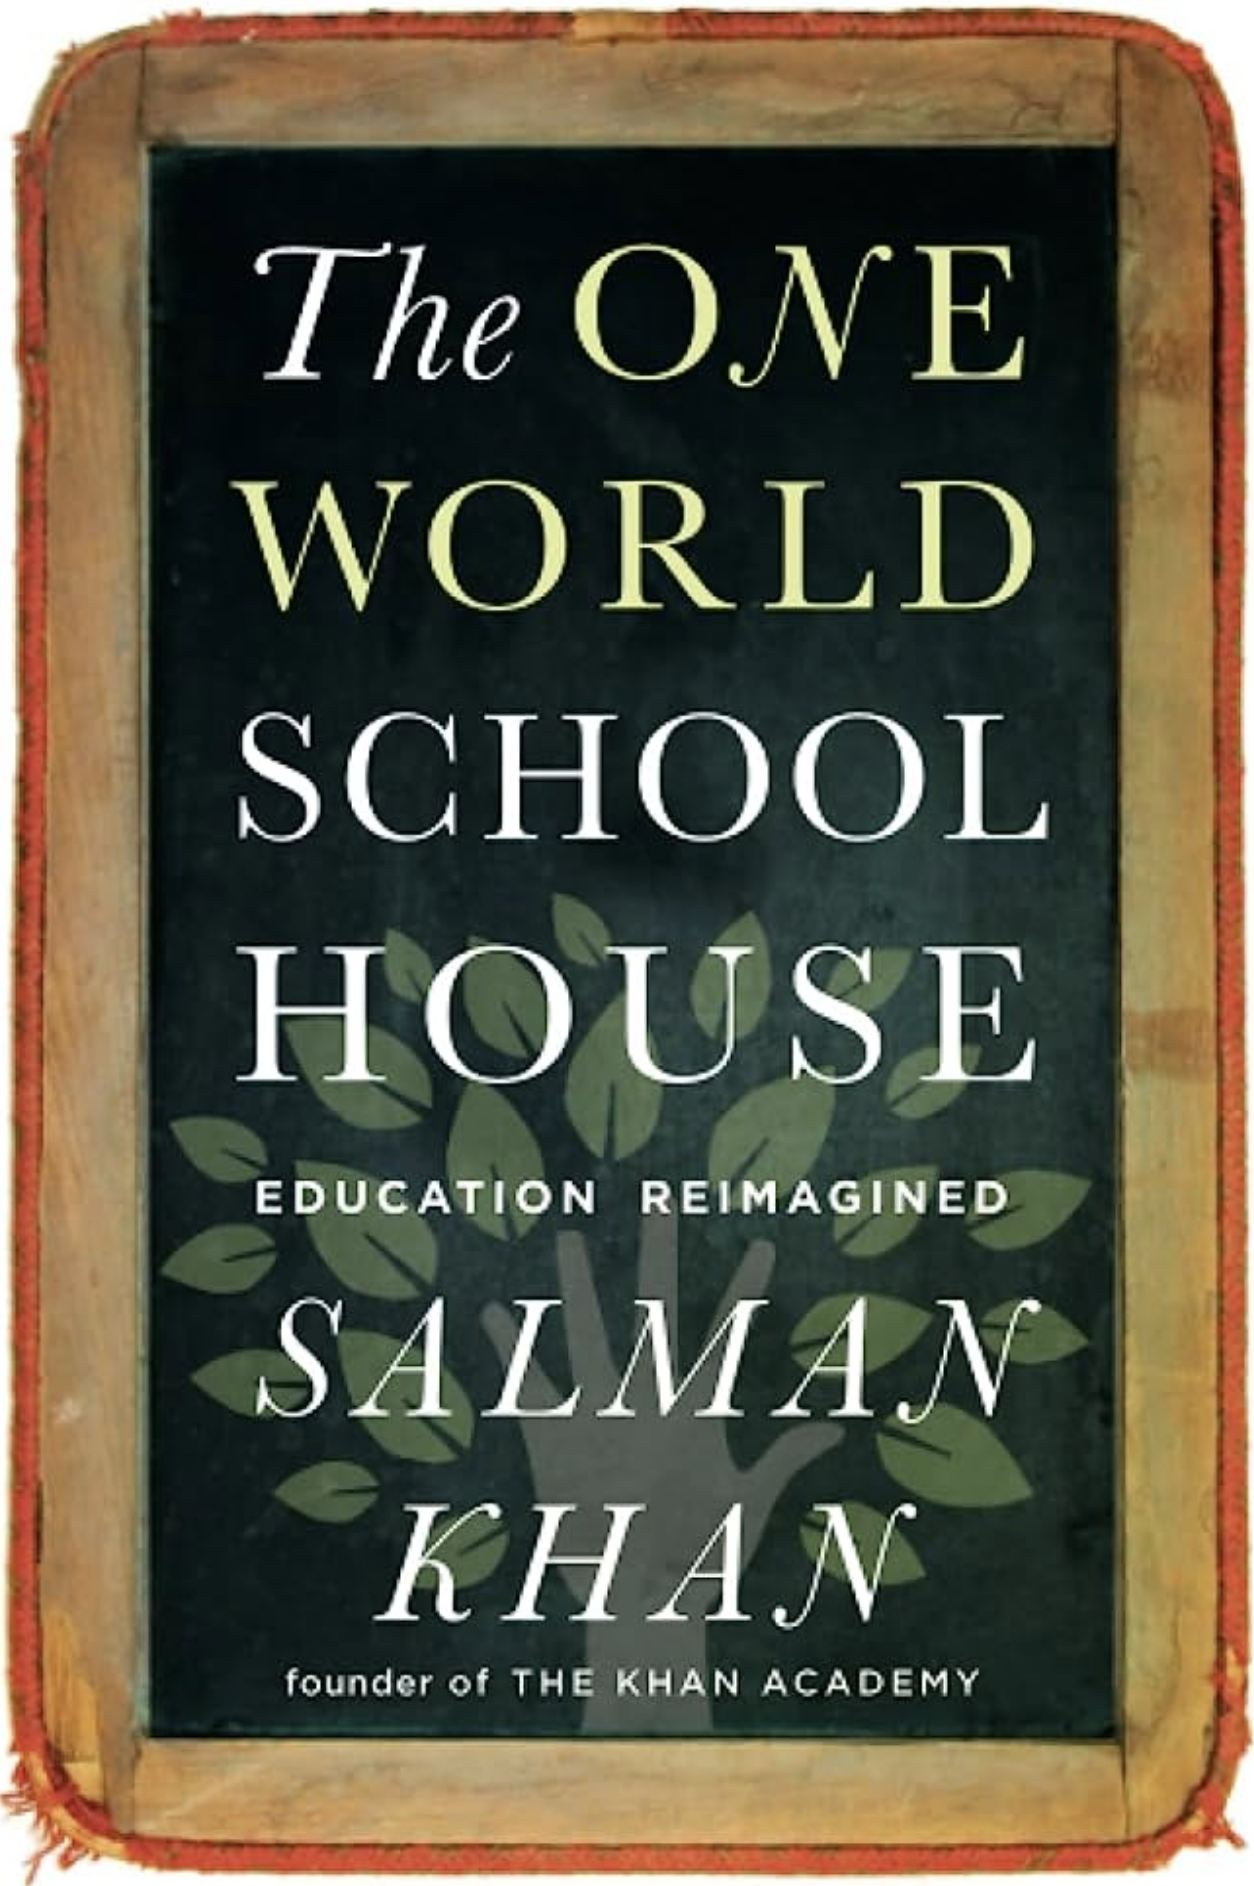 The ONE
WORLD
SCHOOL
HOUSE
EDUCATION REIMAGINED
SALMAN
KHAN
founder of THE KHAN ACADEMY